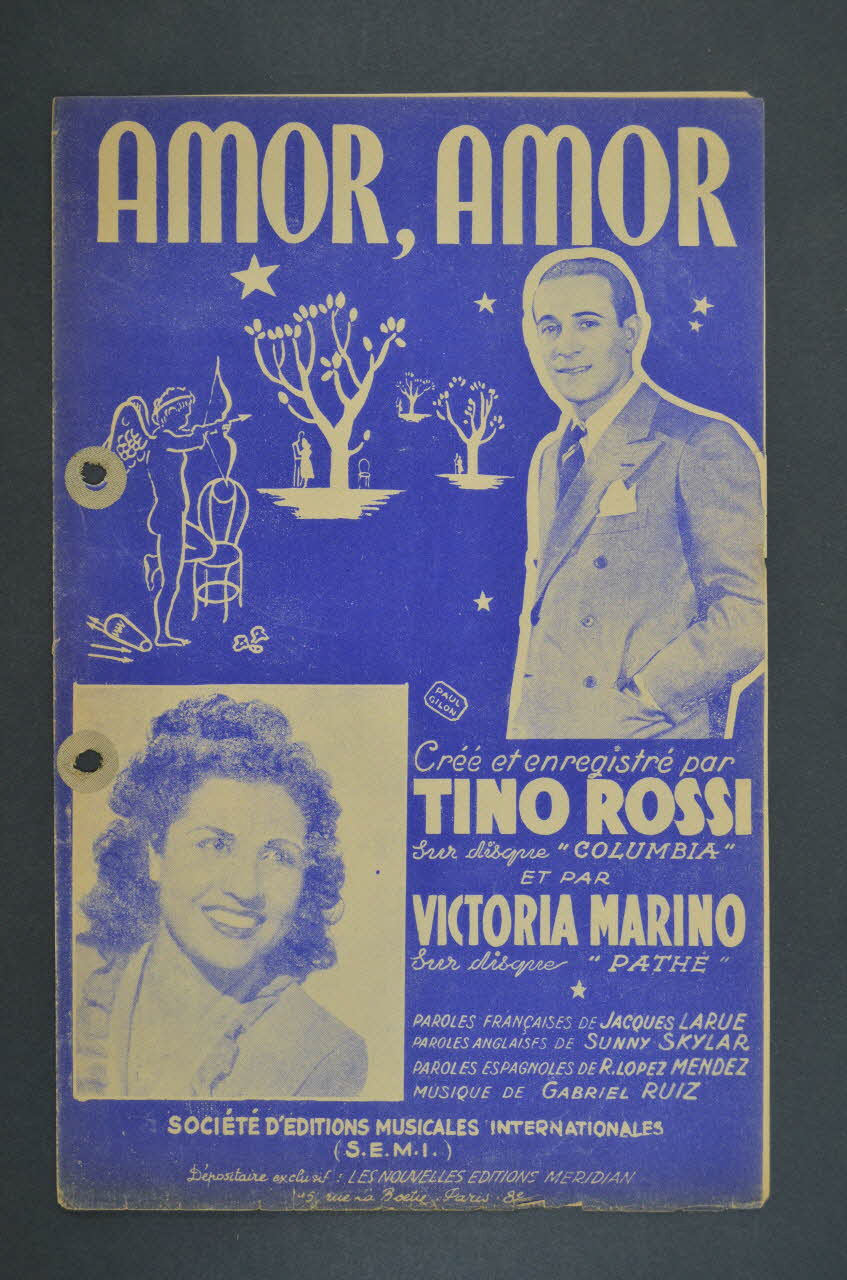 AMOR, AMOR
PAUL
GILON
Créé et enregistré par
TINO ROSSI
Sur disque "COLUMBIA"
ET PAR
VICTORIA MARINO
Sur disque "PATHÉ"
PAROLES FRANÇAISES DE JACQUES LARUE
PAROLES ANGLAISES DE SUNNY SKYLAR
PAROLES ESPAGNOLES DE R. LOPEZ MENDEZ
MUSIQUE DE GABRIEL RUIZ
SOCIÉTÉ D'EDITIONS MUSICALES INTERNATIONALES
(S.E.M.I.)
Dépositaire exclusif : LES NOUVELLES EDITIONS MERIDIAN
rue La Boetie. Paris. 8e